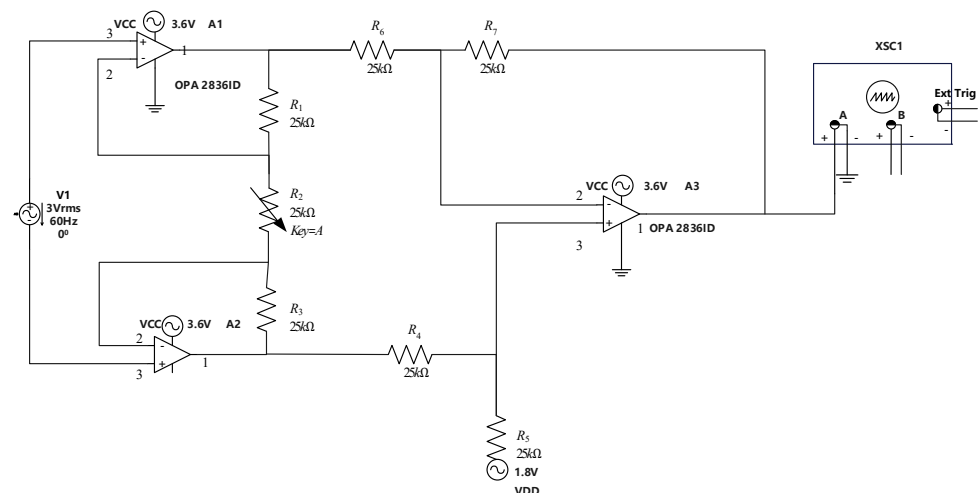 VCC 3.6V A1
3
+
-
1
2
OPA 2836ID
R6
25kΩ
R7
25kΩ
XSC1
Ext Trig
+
-
A
B
+ - + -
R1
25kΩ
R2
25kΩ
Key=A
V1
3Vrms
60Hz
0⁰
+
-
VCC 3.6V A3
2
-
+
1 OPA 2836ID
3
R3
25kΩ
VCC 3.6V A2
2
-
+
1
3
R4
25kΩ
R5
25kΩ
1.8V
VDD